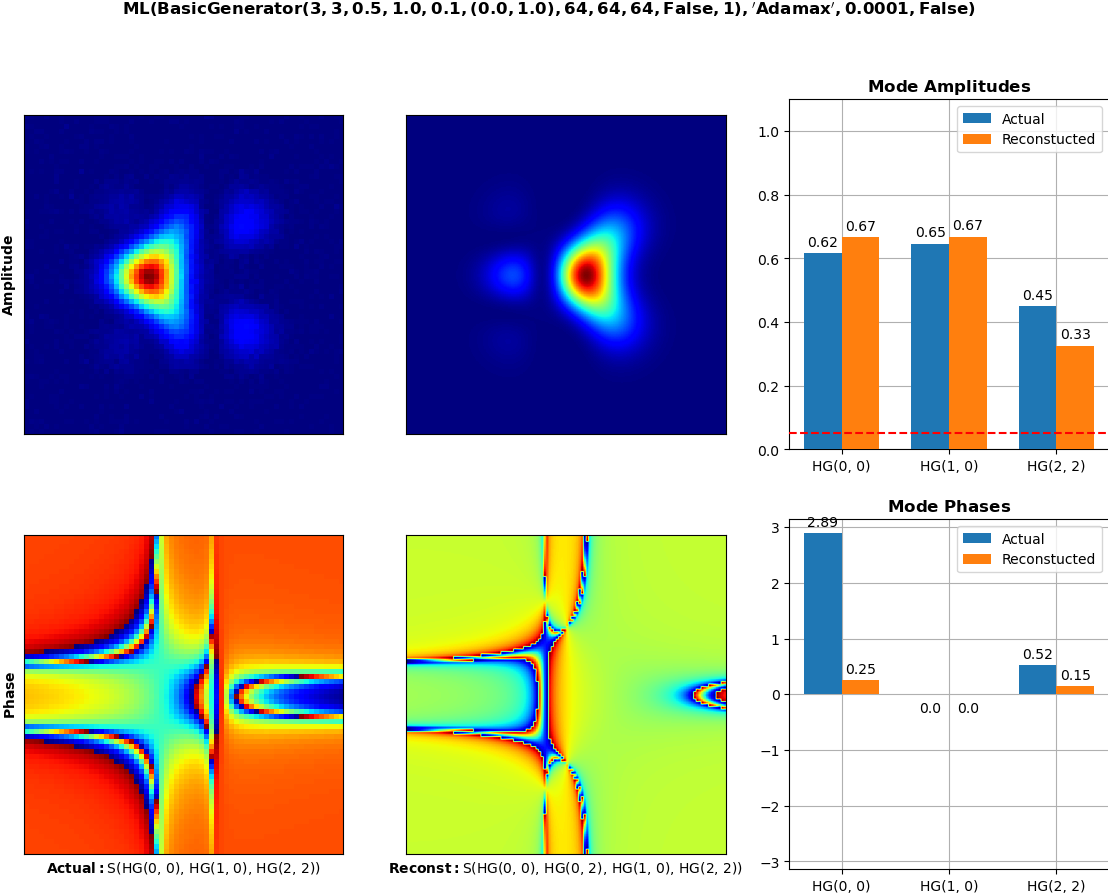 ML(BasicGenerator(3, 3, 0.5, 1.0, 0.1, (0.0, 1.0), 64, 64, 64, False, 1), ′Adamax′, 0.0001, False)
Amplitude
Mode Amplitudes
Actual
Reconstucted
1.0
0.8
0.6
0.4
0.2
0.0
0.62
0.67
0.65
0.67
0.45
0.33
HG(0, 0)
HG(1, 0)
HG(2, 2)
Phase
Actual: S(HG(0, 0), HG(1, 0), HG(2, 2))
Reconst: S(HG(0, 0), HG(0, 2), HG(1, 0), HG(2, 2))
Mode Phases
Actual
Reconstucted
3
2
1
0
−1
−2
−3
2.89
0.25
0.0
0.0
0.52
0.15
HG(0, 0)
HG(1, 0)
HG(2, 2)